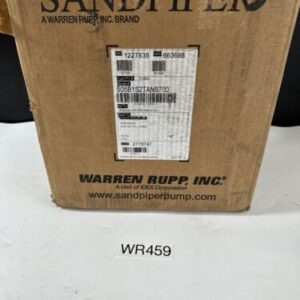 SANDPIPER
A WARREN RUPP, INC. BRAND
1227838
663698
S05B1S2TANS700
2778747
WARREN RUPP, INC.
A Unit of IDEX Corporation
www.sandpiperpump.com
WR459